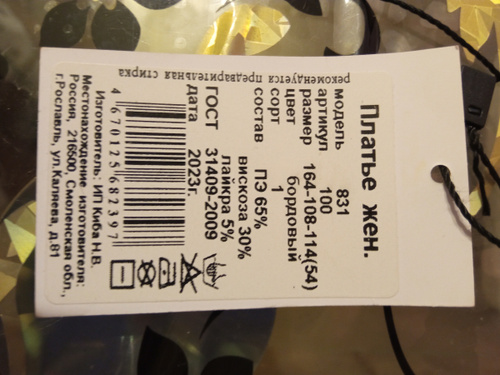 Платье жен.
модель 831
артикул 100
размер 164-108-114(54)
цвет бордовый
сорт 1
состав ПЭ 65%
вискоза 30%
лайкра 5%
ГОСТ 31409-2009
дата 2023г.
4 670125 682397
Изготовитель: ИП Киба Н.В.
Местонахождение изготовителя:
Россия, 216500, Смоленская обл.,
г.Рославль, ул.Каляева, д.81
рекомендуется предварительная стирка